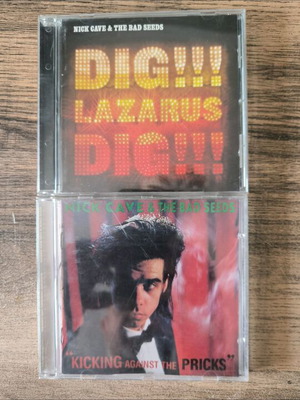 NICK CAVE & THE BAD SEEDS
DIG!!!
LAZARUS
DIG!!!
NICK CAVE & THE BAD SEEDS
"KICKING AGAINST THE PRICKS"